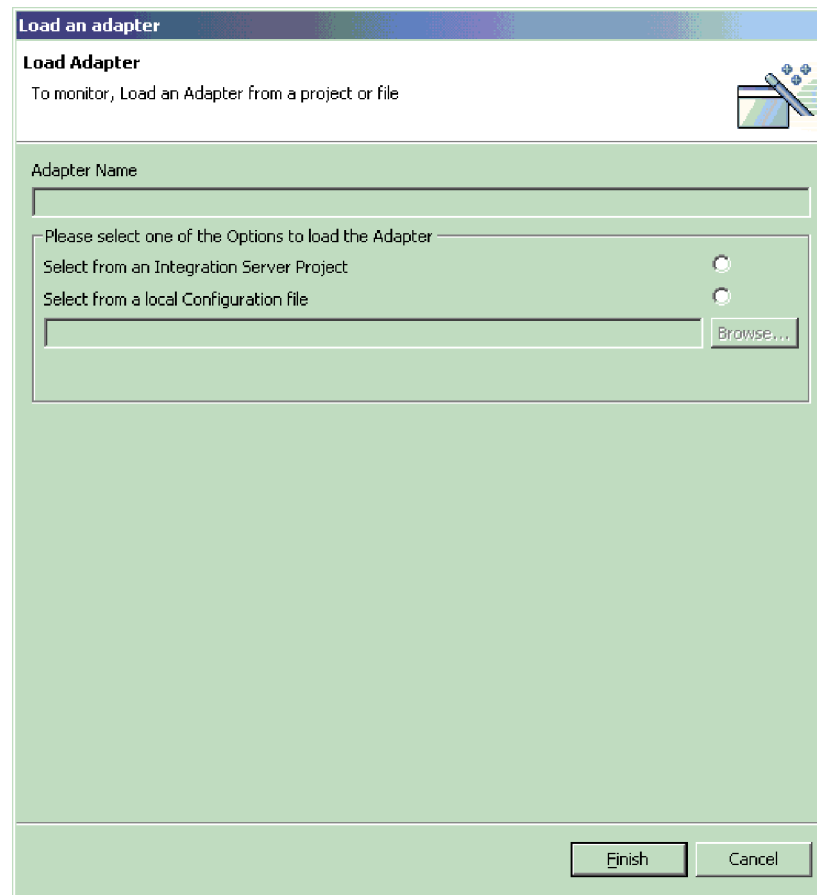 Load an adapter
Load Adapter
To monitor, Load an Adapter from a project or file
Adapter Name
Please select one of the Options to load the Adapter
Select from an Integration Server Project
Select from a local Configuration file
Browse...
Finish
Cancel